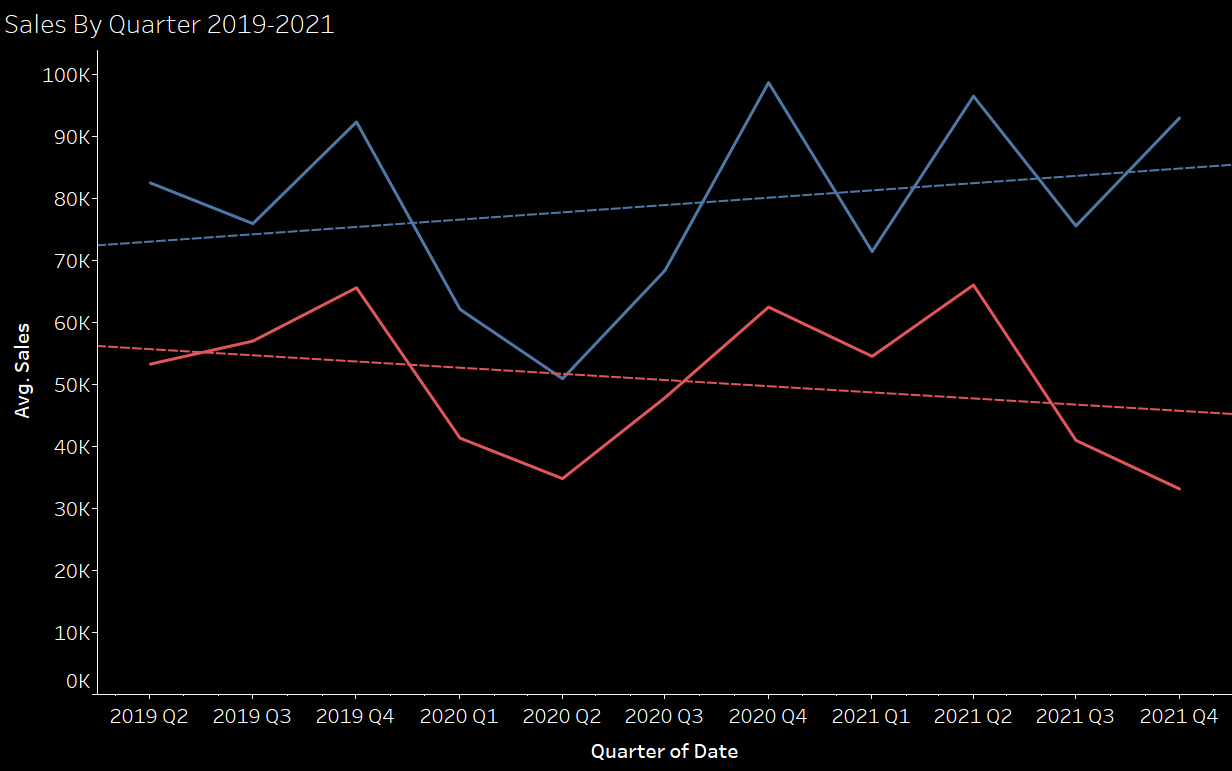 Sales By Quarter 2019-2021
100K
90K
80K
70K
60K
50K
40K
30K
20K
10K
0K
Avg. Sales
2019 Q2 2019 Q3 2019 Q4 2020 Q1 2020 Q2 2020 Q3 2020 Q4 2021 Q1 2021 Q2 2021 Q3 2021 Q4
Quarter of Date